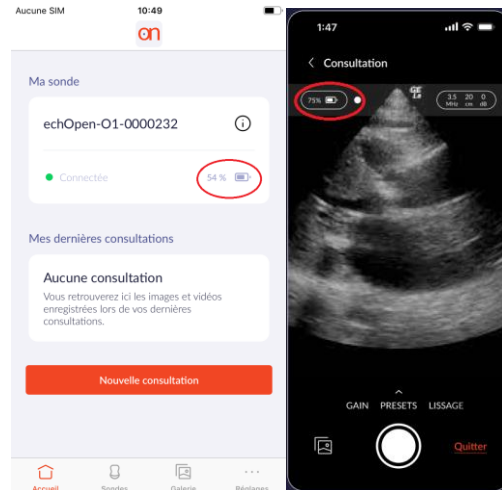 Aucune SIM 10:49
on
Ma sonde
echOpen-O1-0000232
Connectée 54 %
Mes dernières consultations
Aucune consultation
Vous retrouverez ici les images et vidéos
enregistrées lors de vos dernières
consultations.
Nouvelle consultation
Accueil Sondes Galerie Réglages
1:47
Consultation
75% 3.5 20 0
MHz cm dB
GAIN PRESETS LISSAGE
Quitter